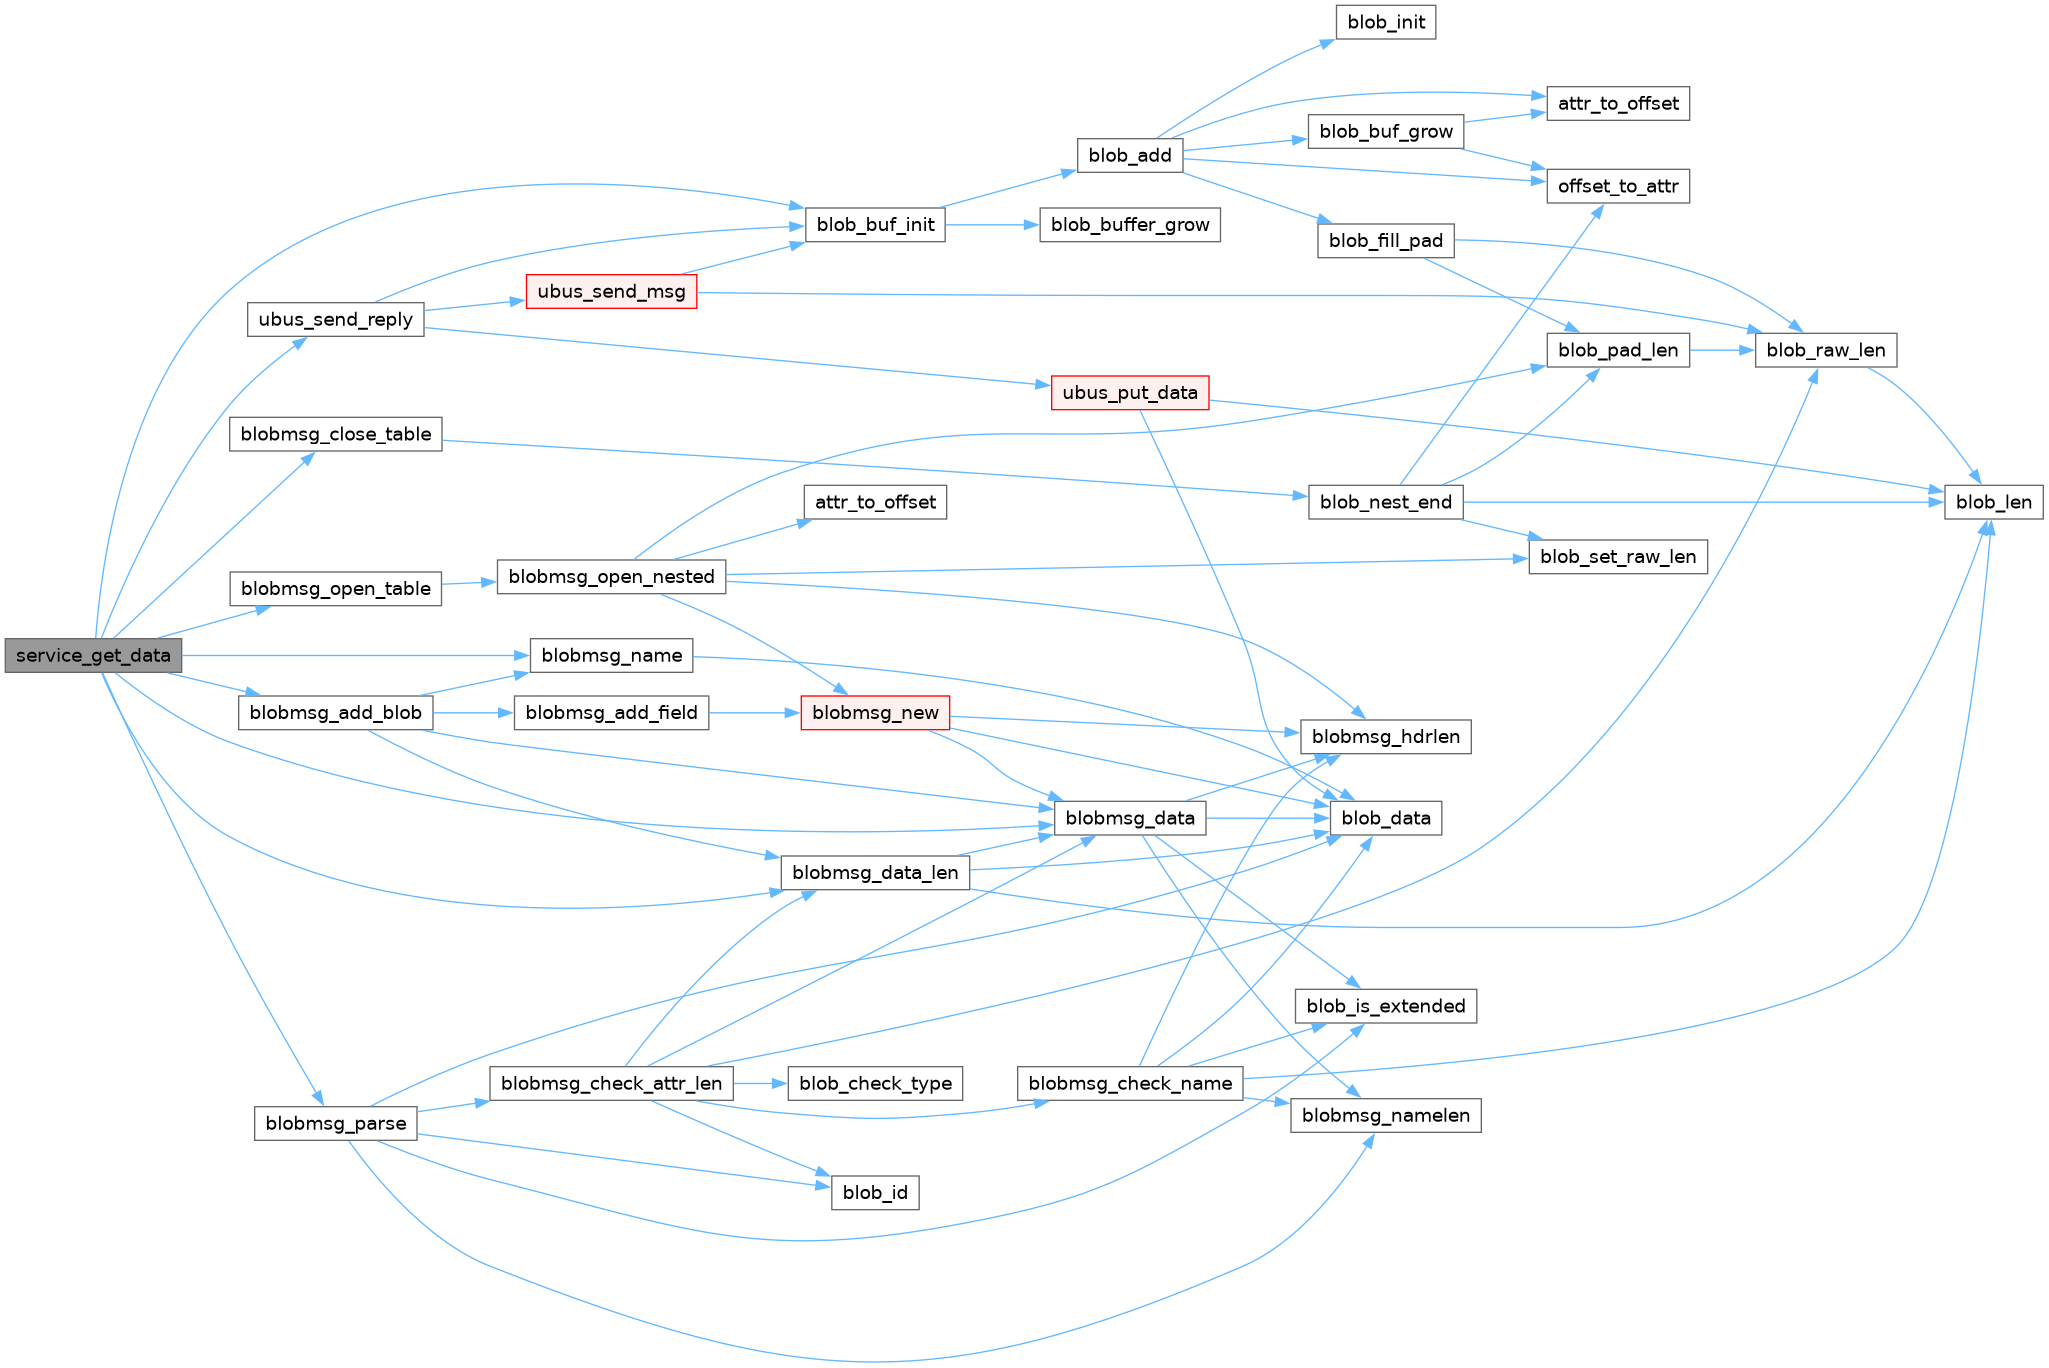 blob_init
attr_to_offset
blob_buf_grow
blob_add
offset_to_attr
blob_buf_init
blob_buffer_grow
blob_fill_pad
ubus_send_msg
ubus_send_reply
blob_pad_len
blob_raw_len
ubus_put_data
blobmsg_close_table
attr_to_offset
blob_nest_end
blob_len
blob_set_raw_len
blobmsg_open_nested
blobmsg_open_table
service_get_data
blobmsg_name
blobmsg_add_blob
blobmsg_add_field
blobmsg_new
blobmsg_hdrlen
blobmsg_data
blob_data
blobmsg_data_len
blob_is_extended
blobmsg_check_attr_len
blob_check_type
blobmsg_check_name
blobmsg_parse
blobmsg_namelen
blob_id